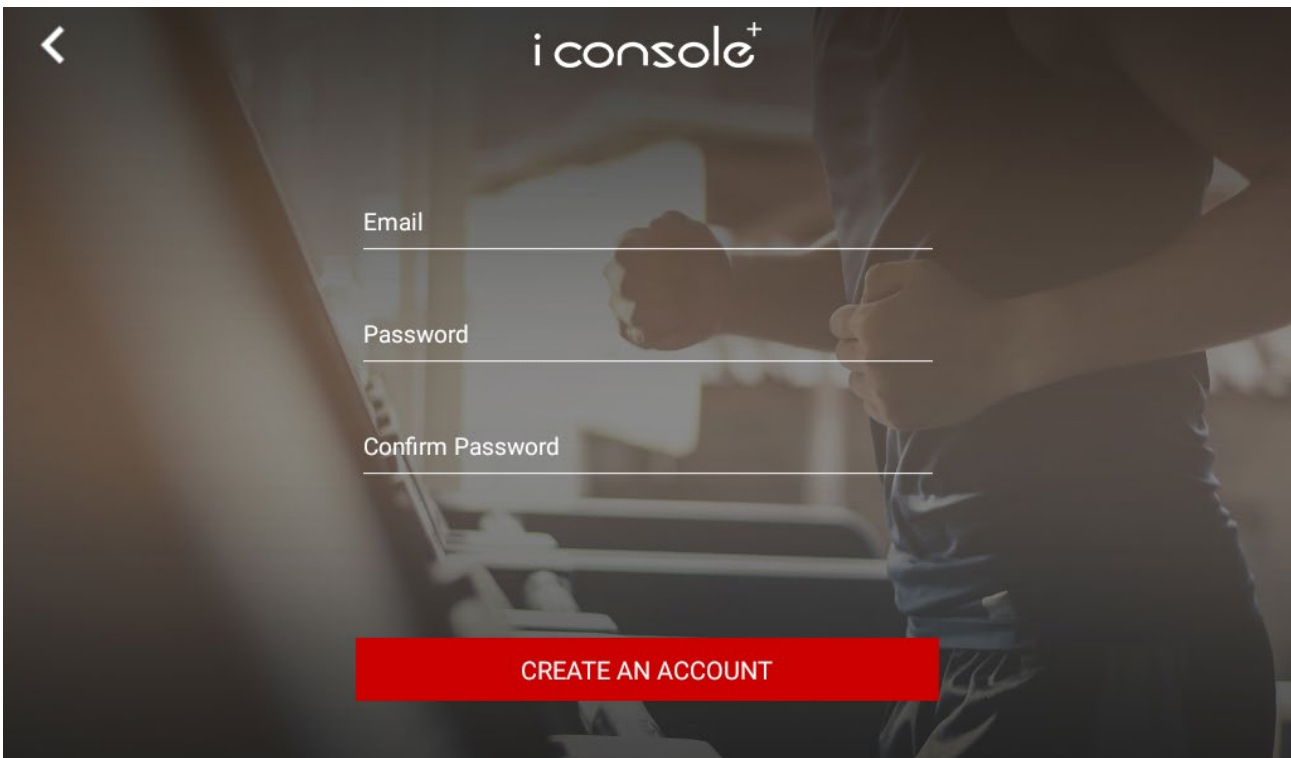 i console+
Email
Password
Confirm Password
CREATE AN ACCOUNT